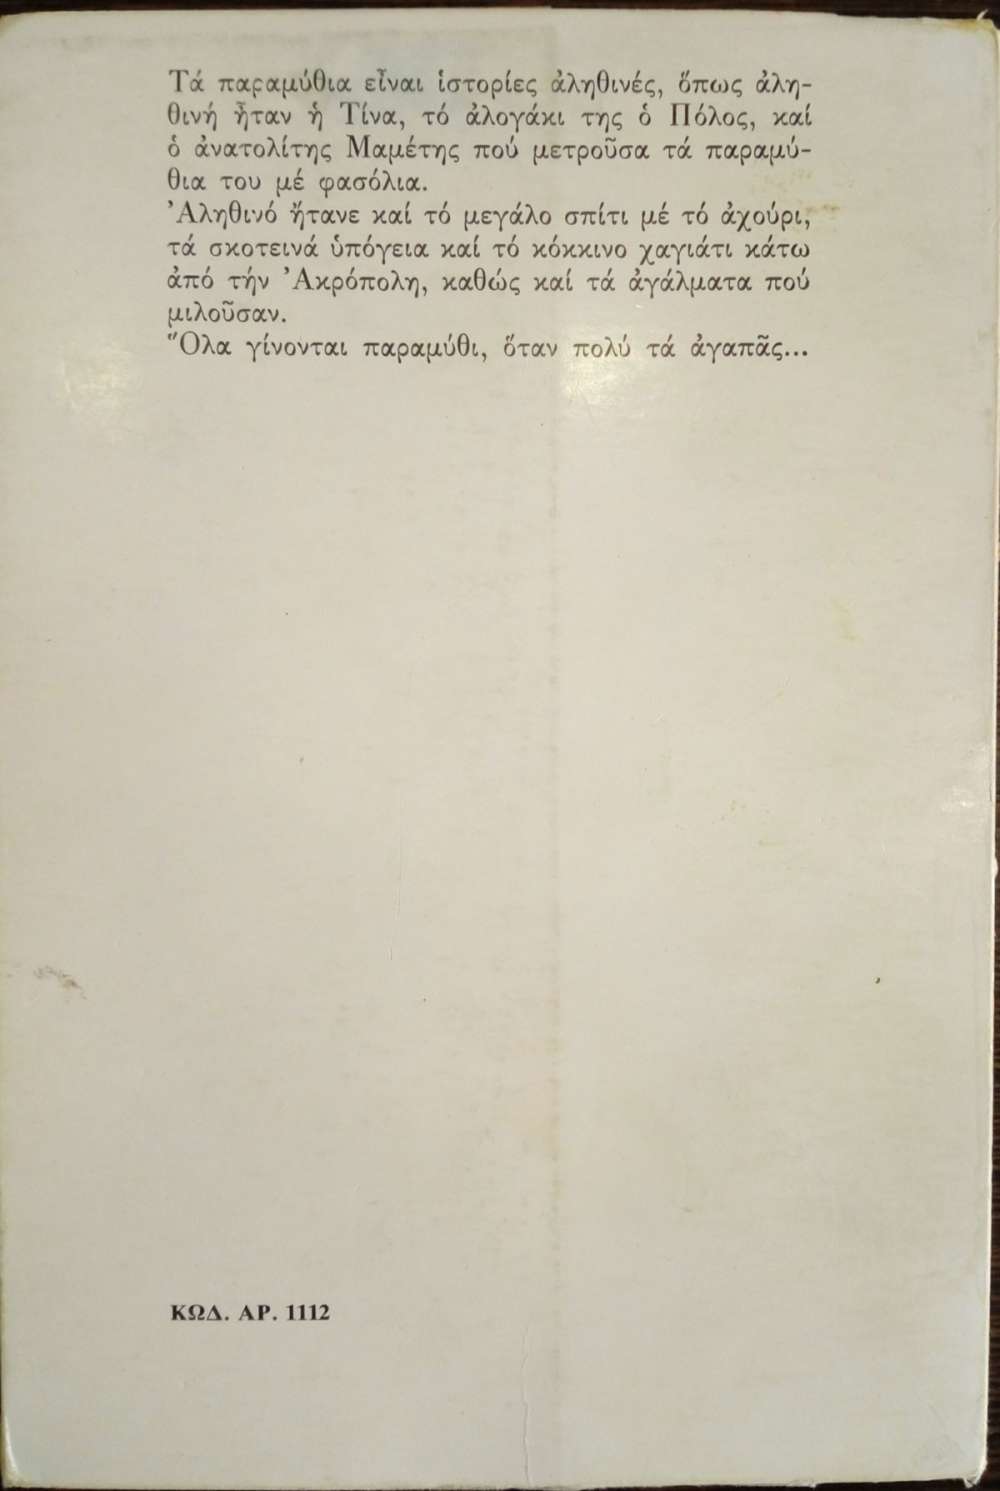 Τά παραμύθια εἶναι ἱστορίες ἀληθινές, ὅπως ἀλη-
θινή ἦταν ἡ Τίνα, τό ἀλογάκι της ὁ Πόλος, καί
ὁ ἀνατολίτης Μαμέτης πού μετροῦσα τά παραμύ-
θια του μέ φασόλια.
Ἀληθινό ἤτανε καί τό μεγάλο σπίτι μέ τό ἀχούρι,
τά σκοτεινά ὑπόγεια καί τό κόκκινο χαγιάτι κάτω
ἀπό τήν Ἀκρόπολη, καθώς καί τά ἀγάλματα πού
μιλοῦσαν.
Ὅλα γίνονται παραμύθι, ὅταν πολύ τά ἀγαπᾶς...
ΚΩΔ. ΑΡ. 1112